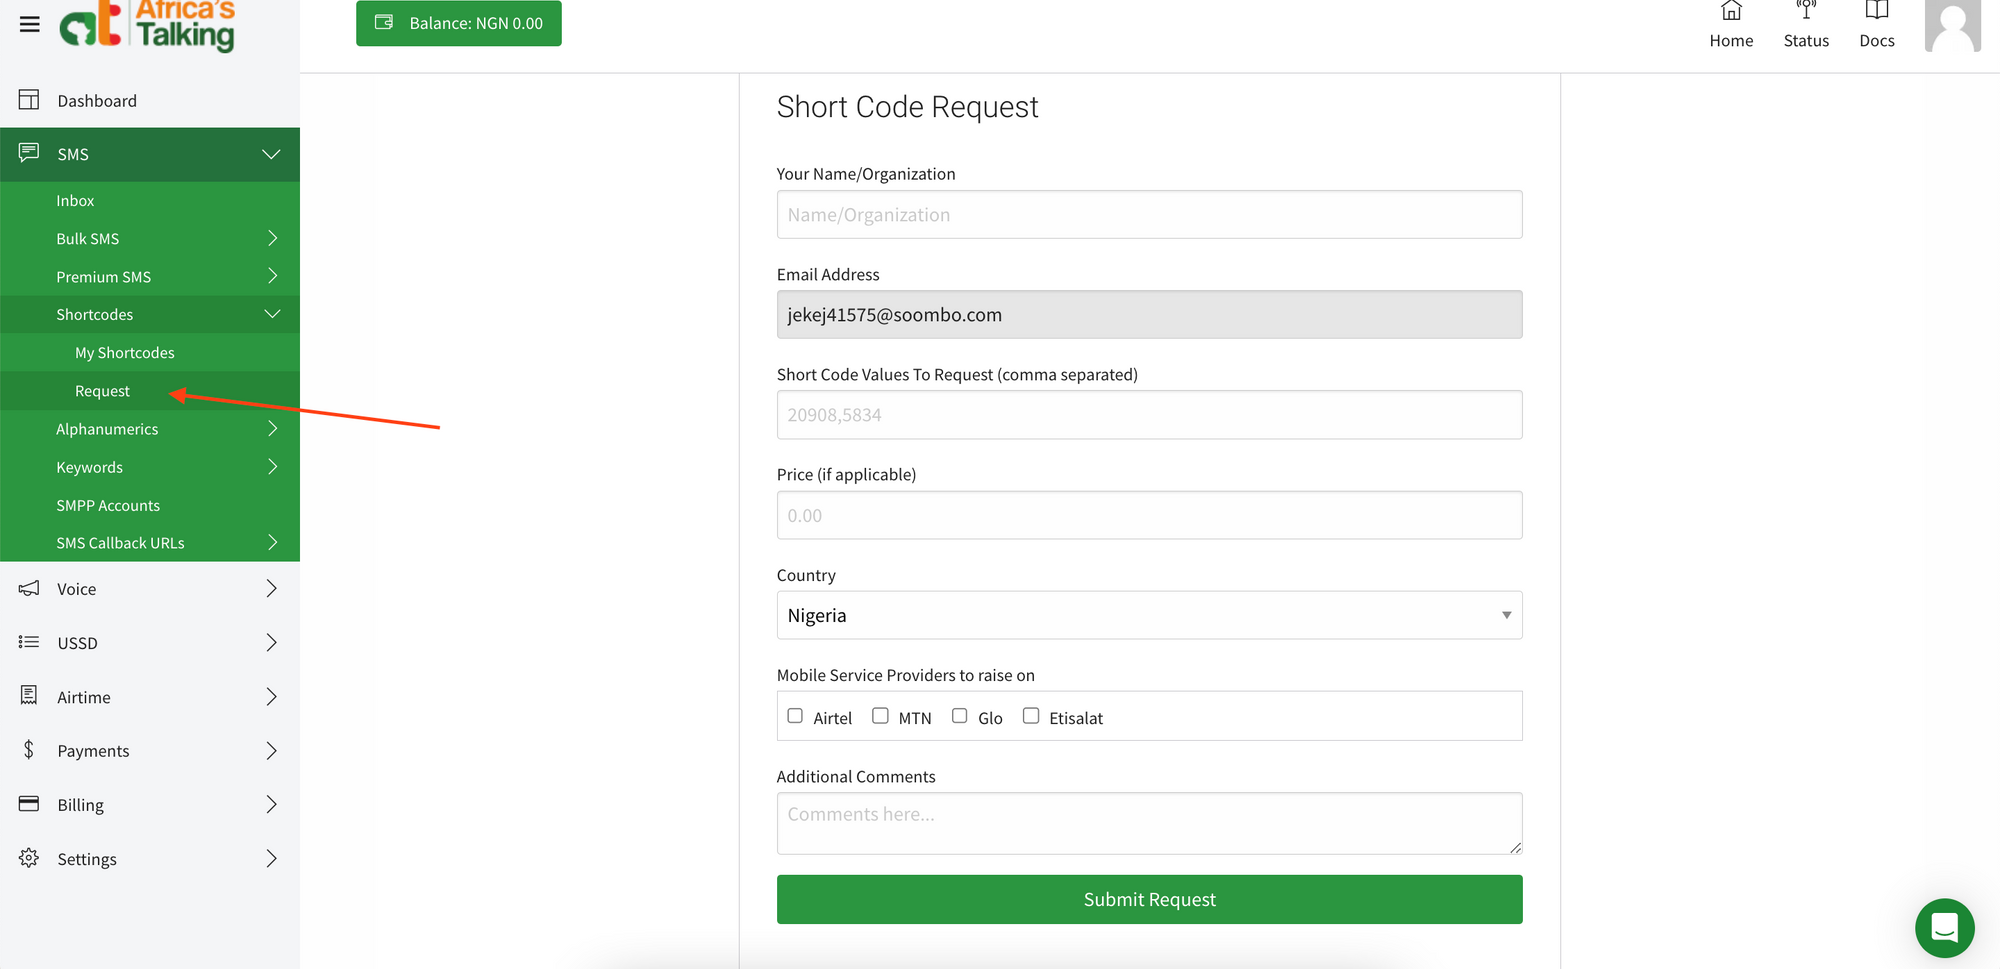 Africa's
Talking
Balance: NGN 0.00
Home
Status
Docs
Dashboard
SMS
Inbox
Bulk SMS
Premium SMS
Shortcodes
My Shortcodes
Request
Alphanumerics
Keywords
SMPP Accounts
SMS Callback URLs
Voice
USSD
Airtime
Payments
Billing
Settings
Short Code Request
Your Name/Organization
Name/Organization
Email Address
jekej41575@soombo.com
Short Code Values To Request (comma separated)
20908,5834
Price (if applicable)
0.00
Country
Nigeria
Mobile Service Providers to raise on
Airtel MTN Glo Etisalat
Additional Comments
Comments here...
Submit Request